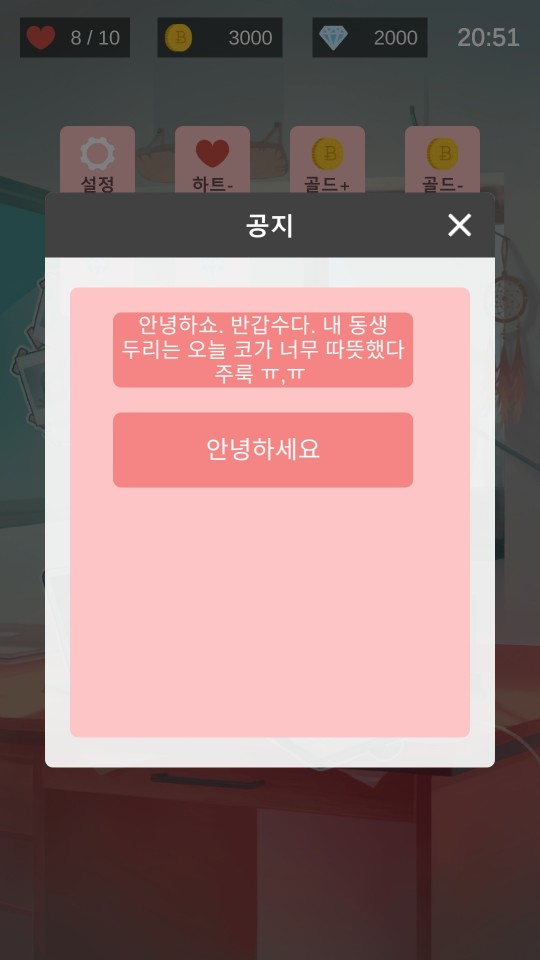 8 / 10
3000
2000
20:51
설정
하트-
골드+
골드-
공지
안녕하쇼. 반갑수다. 내 동생
두리는 오늘 코가 너무 따뜻했다
주룩 ㅠ,ㅠ
안녕하세요